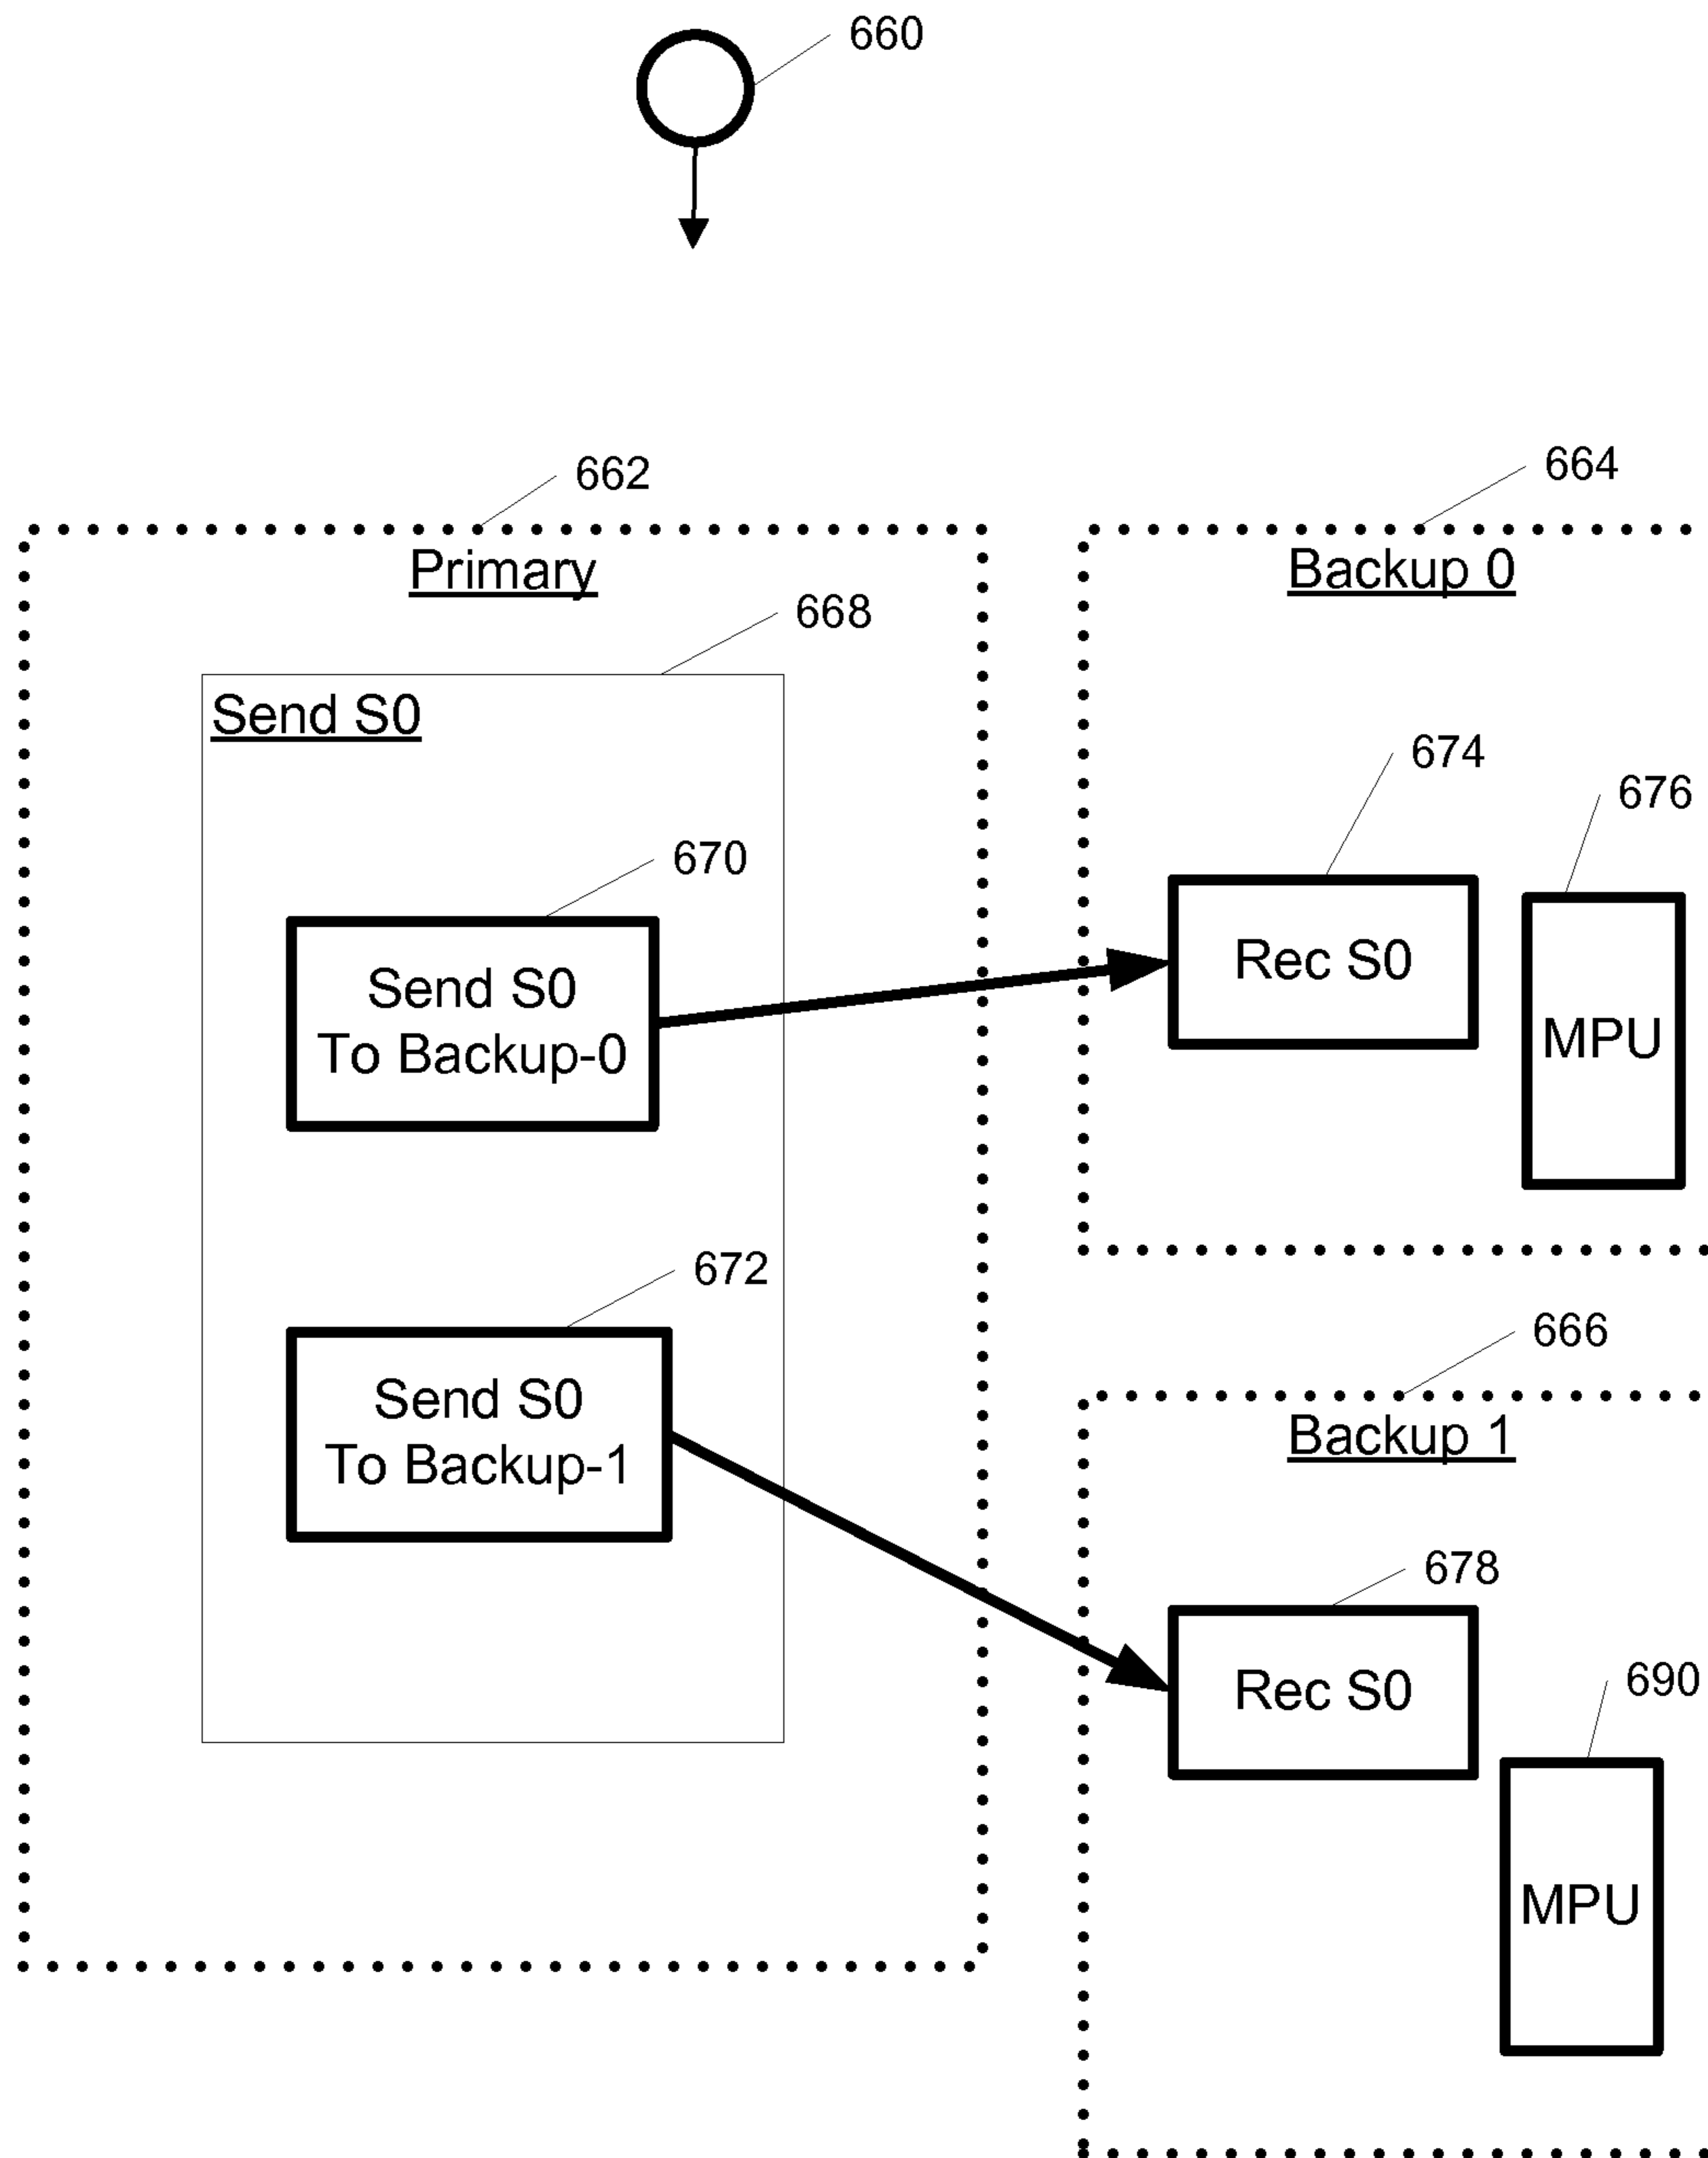 660
662
664
Primary
Backup 0
668
Send S0
674
676
670
Send S0
To Backup-0
Rec S0
MPU
672
666
Send S0
To Backup-1
Backup 1
678
Rec S0
690
MPU